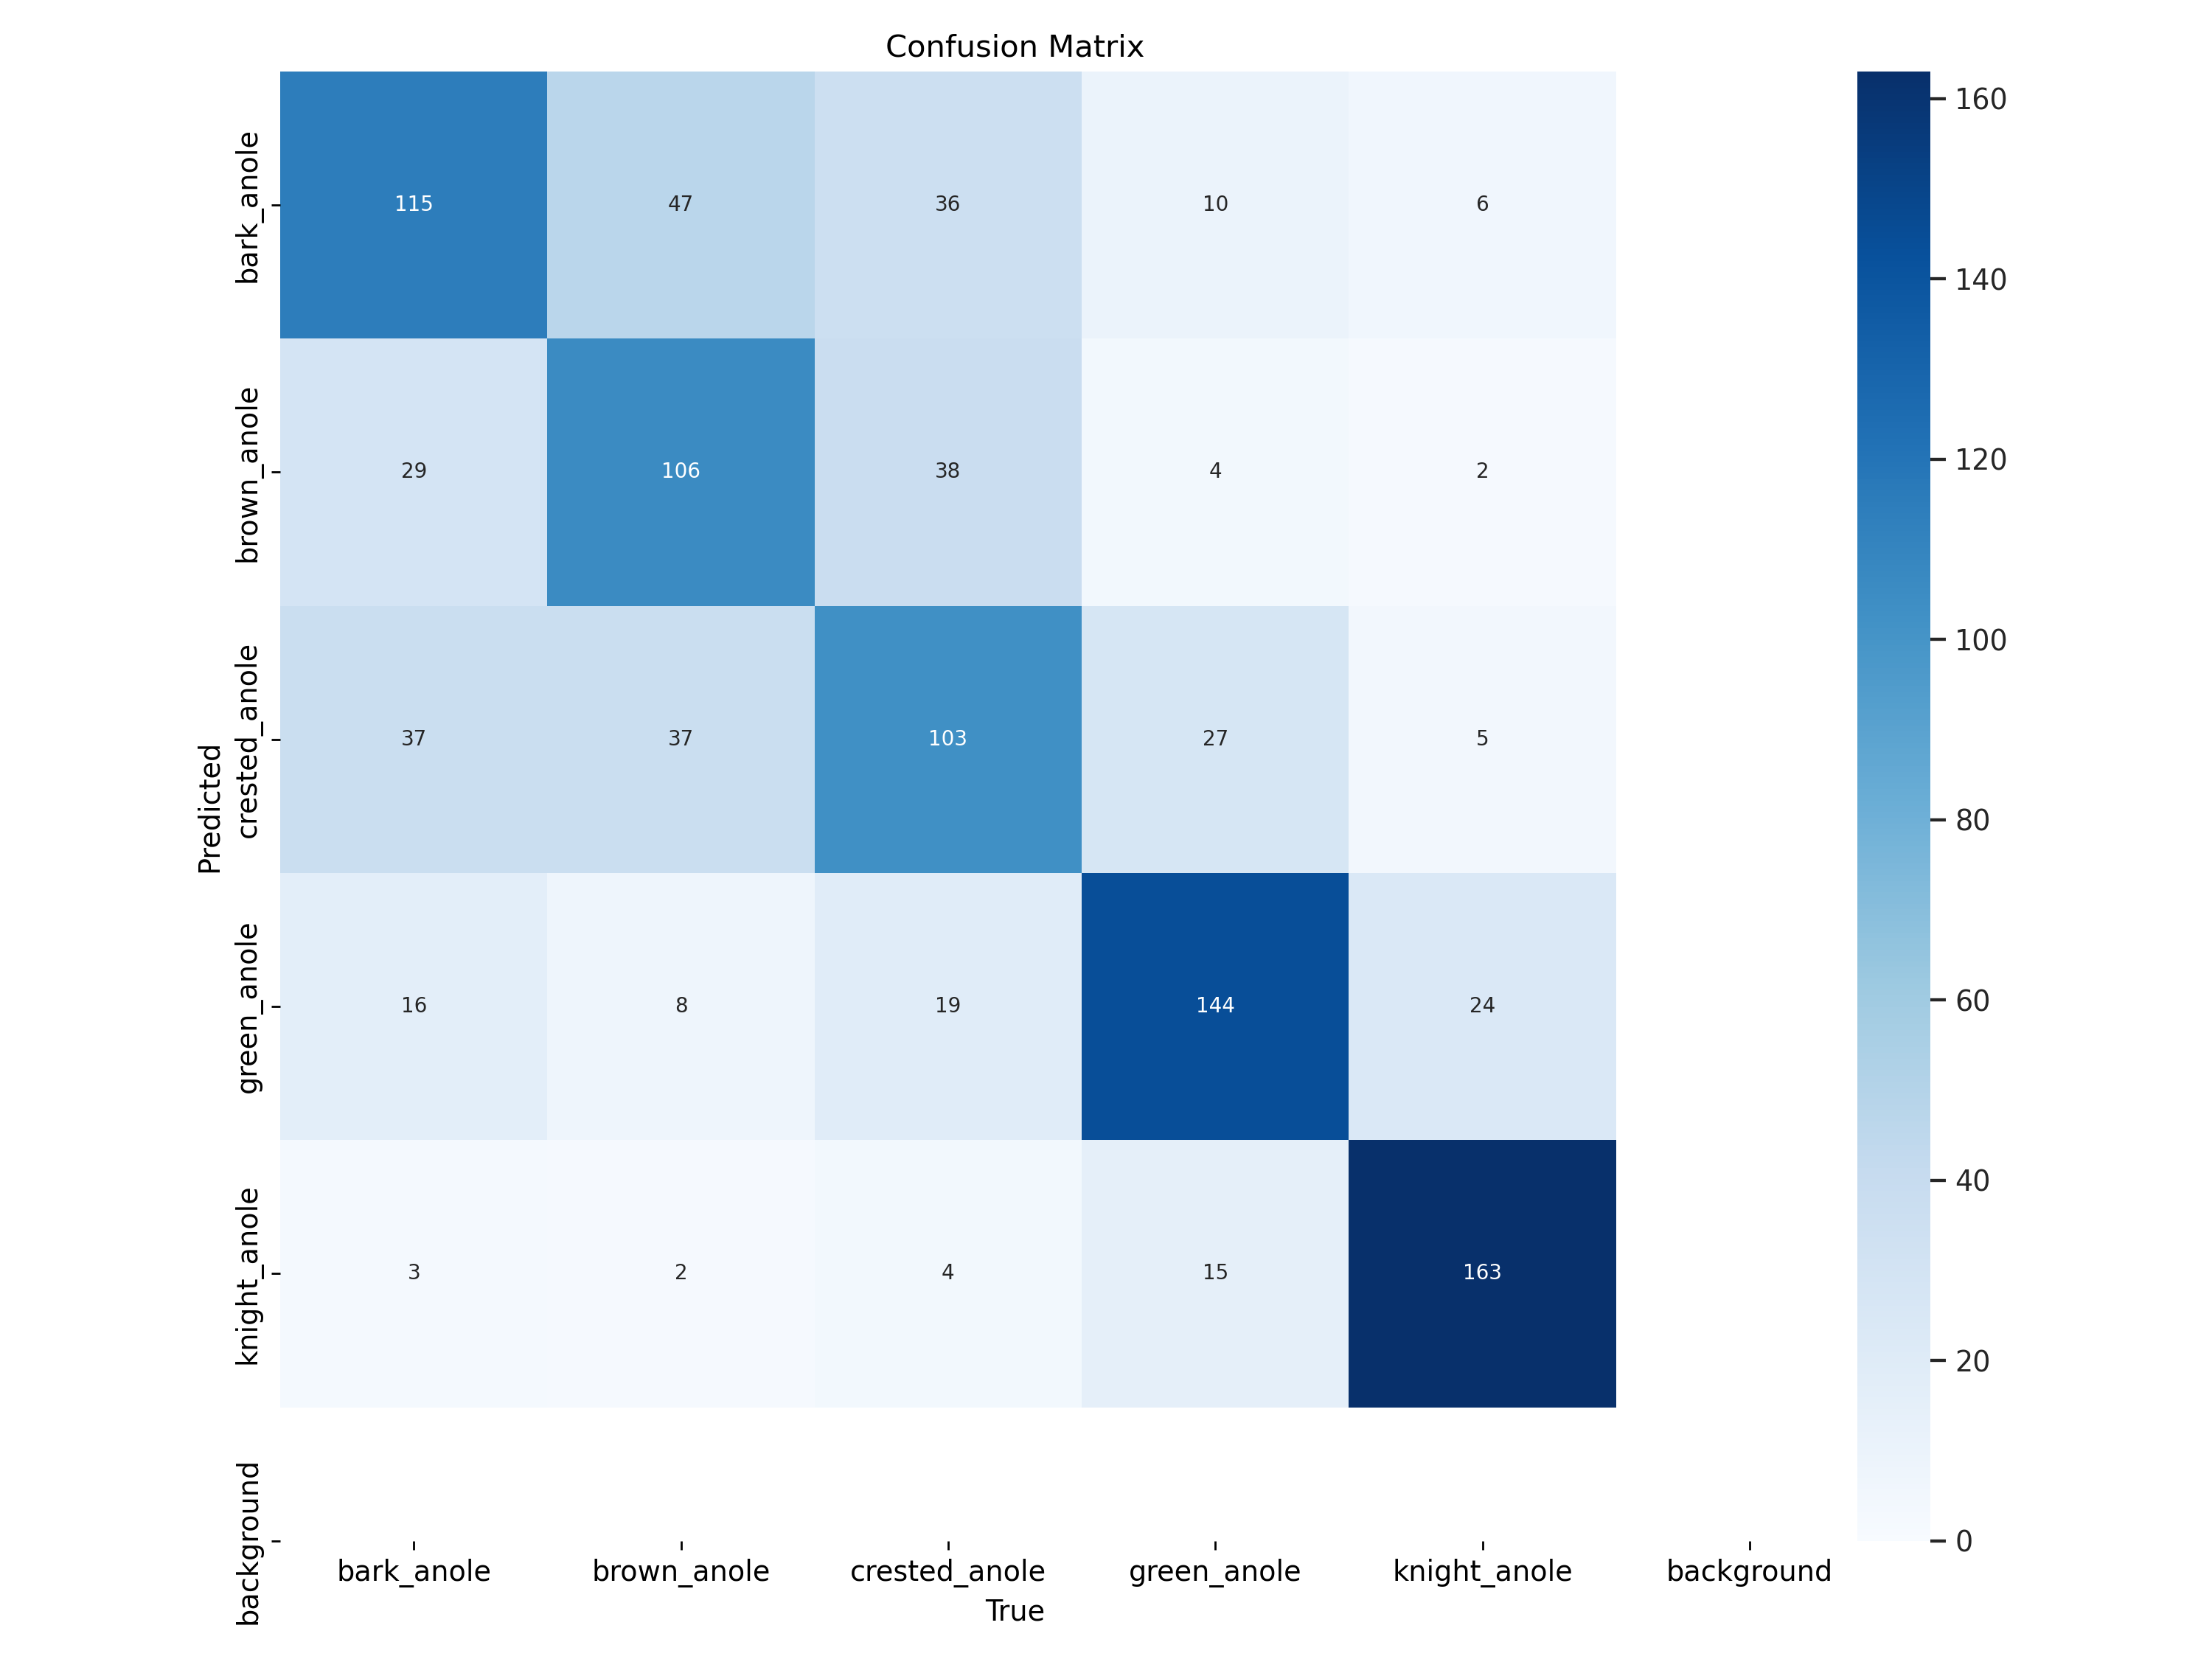 Confusion Matrix
Predicted
bark_anole 115 47 36 10 6
brown_anole 29 106 38 4 2
crested_anole 37 37 103 27 5
green_anole 16 8 19 144 24
knight_anole 3 2 4 15 163
background
bark_anole brown_anole crested_anole green_anole knight_anole background
True
160
140
120
100
80
60
40
20
0